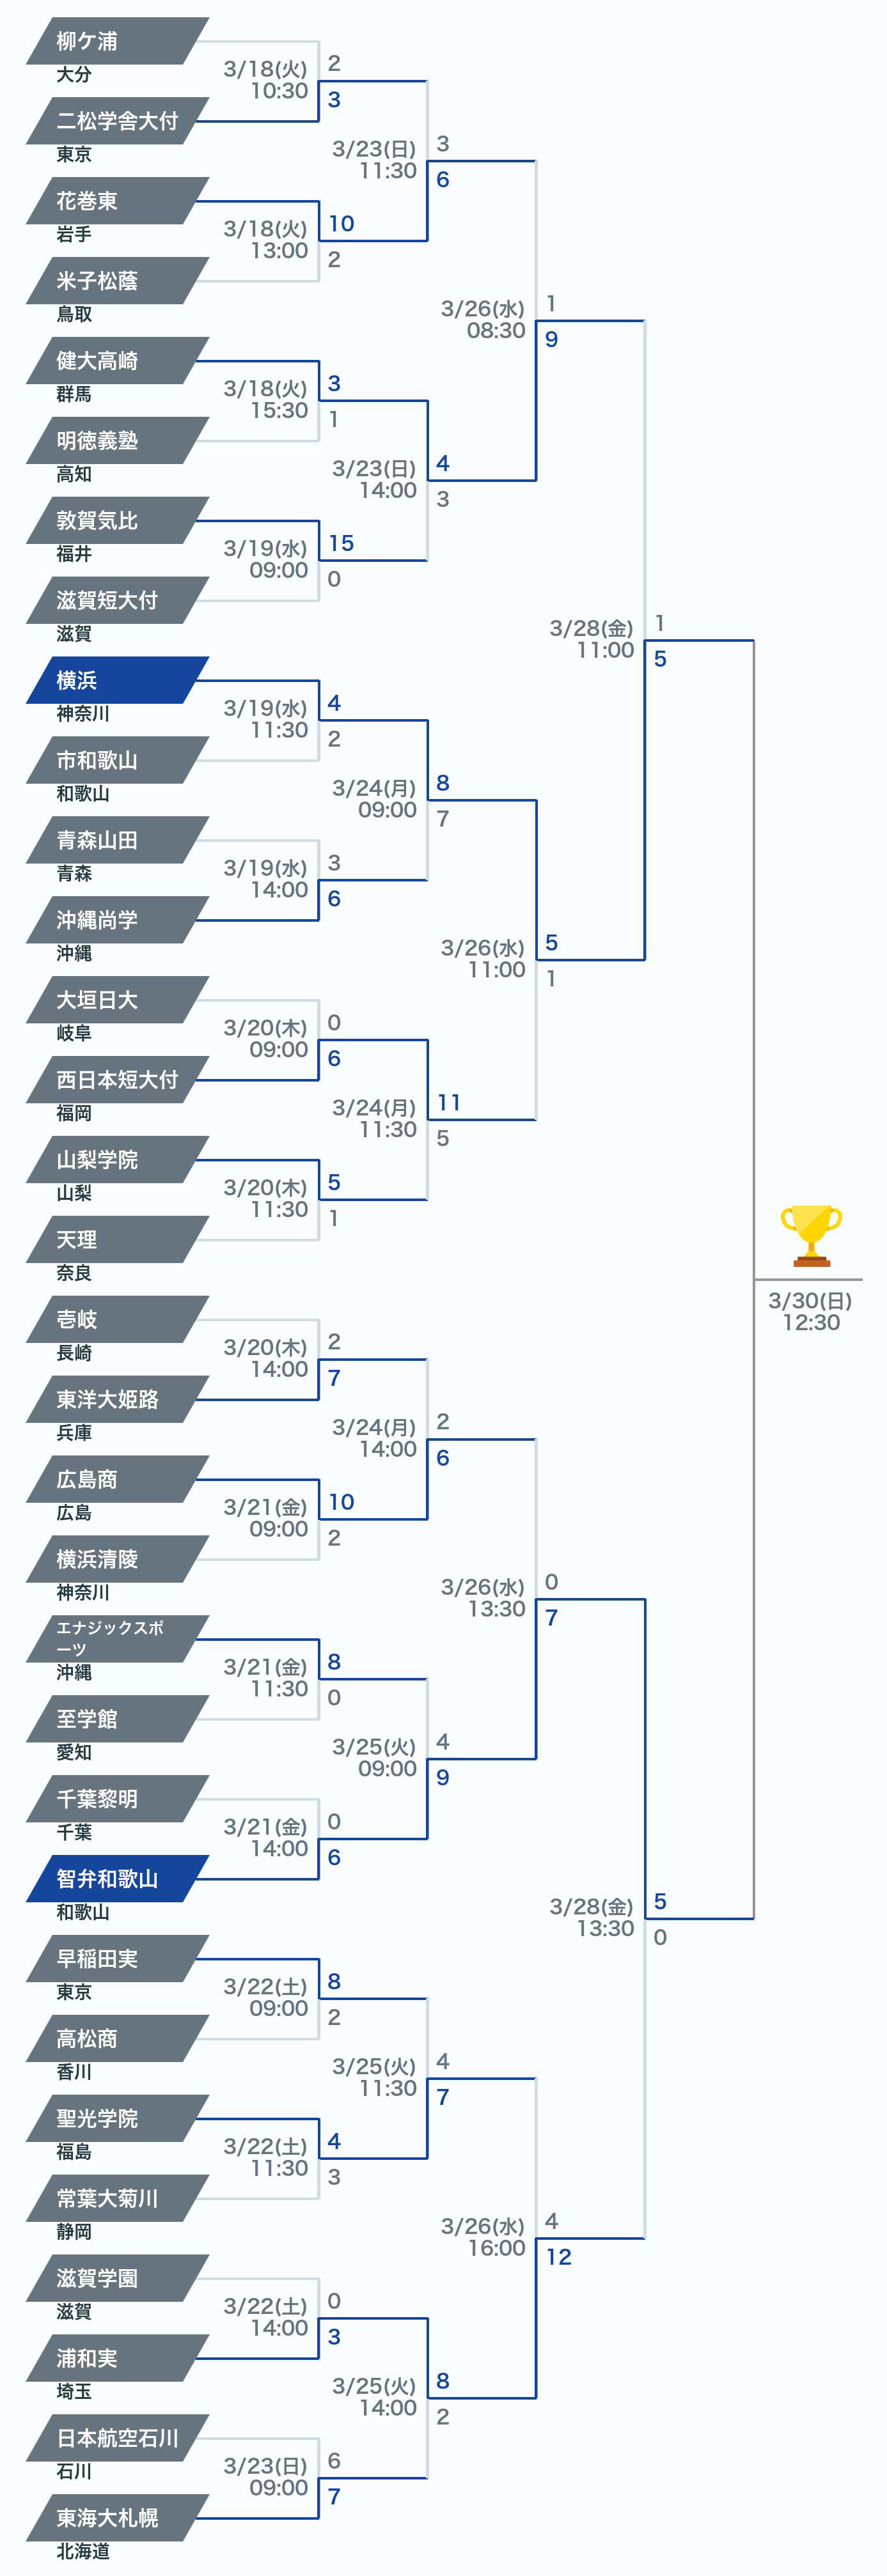 柳ケ浦
大分
3/18(火)
10:30
2
3
二松学舎大付
東京
3/23(日)
11:30
3
6
花巻東
岩手
3/18(火)
13:00
10
2
米子松蔭
鳥取
3/26(水)
08:30
1
9
健大高崎
群馬
3/18(火)
15:30
3
1
明徳義塾
高知
3/23(日)
14:00
4
3
敦賀気比
福井
3/19(水)
09:00
15
0
滋賀短大付
滋賀
3/28(金)
11:00
1
5
横浜
神奈川
3/19(水)
11:30
4
2
市和歌山
和歌山
3/24(月)
09:00
8
7
青森山田
青森
3/19(水)
14:00
3
6
沖縄尚学
沖縄
3/26(水)
11:00
5
1
大垣日大
岐阜
3/20(木)
09:00
0
6
西日本短大付
福岡
3/24(月)
11:30
11
5
山梨学院
山梨
3/20(木)
11:30
5
1
天理
奈良
3/30(日)
12:30
壱岐
長崎
3/20(木)
14:00
2
7
東洋大姫路
兵庫
3/24(月)
14:00
2
6
広島商
広島
3/21(金)
09:00
10
2
横浜清陵
神奈川
3/26(水)
13:30
0
7
エナジックスポ
ーツ
沖縄
3/21(金)
11:30
8
0
至学館
愛知
3/25(火)
09:00
4
9
千葉黎明
千葉
3/21(金)
14:00
0
6
智弁和歌山
和歌山
3/28(金)
13:30
5
0
早稲田実
東京
3/22(土)
09:00
8
2
高松商
香川
3/25(火)
11:30
4
7
聖光学院
福島
3/22(土)
11:30
4
3
常葉大菊川
静岡
3/26(水)
16:00
4
12
滋賀学園
滋賀
3/22(土)
14:00
0
3
浦和実
埼玉
3/25(火)
14:00
8
2
日本航空石川
石川
3/23(日)
09:00
6
7
東海大札幌
北海道